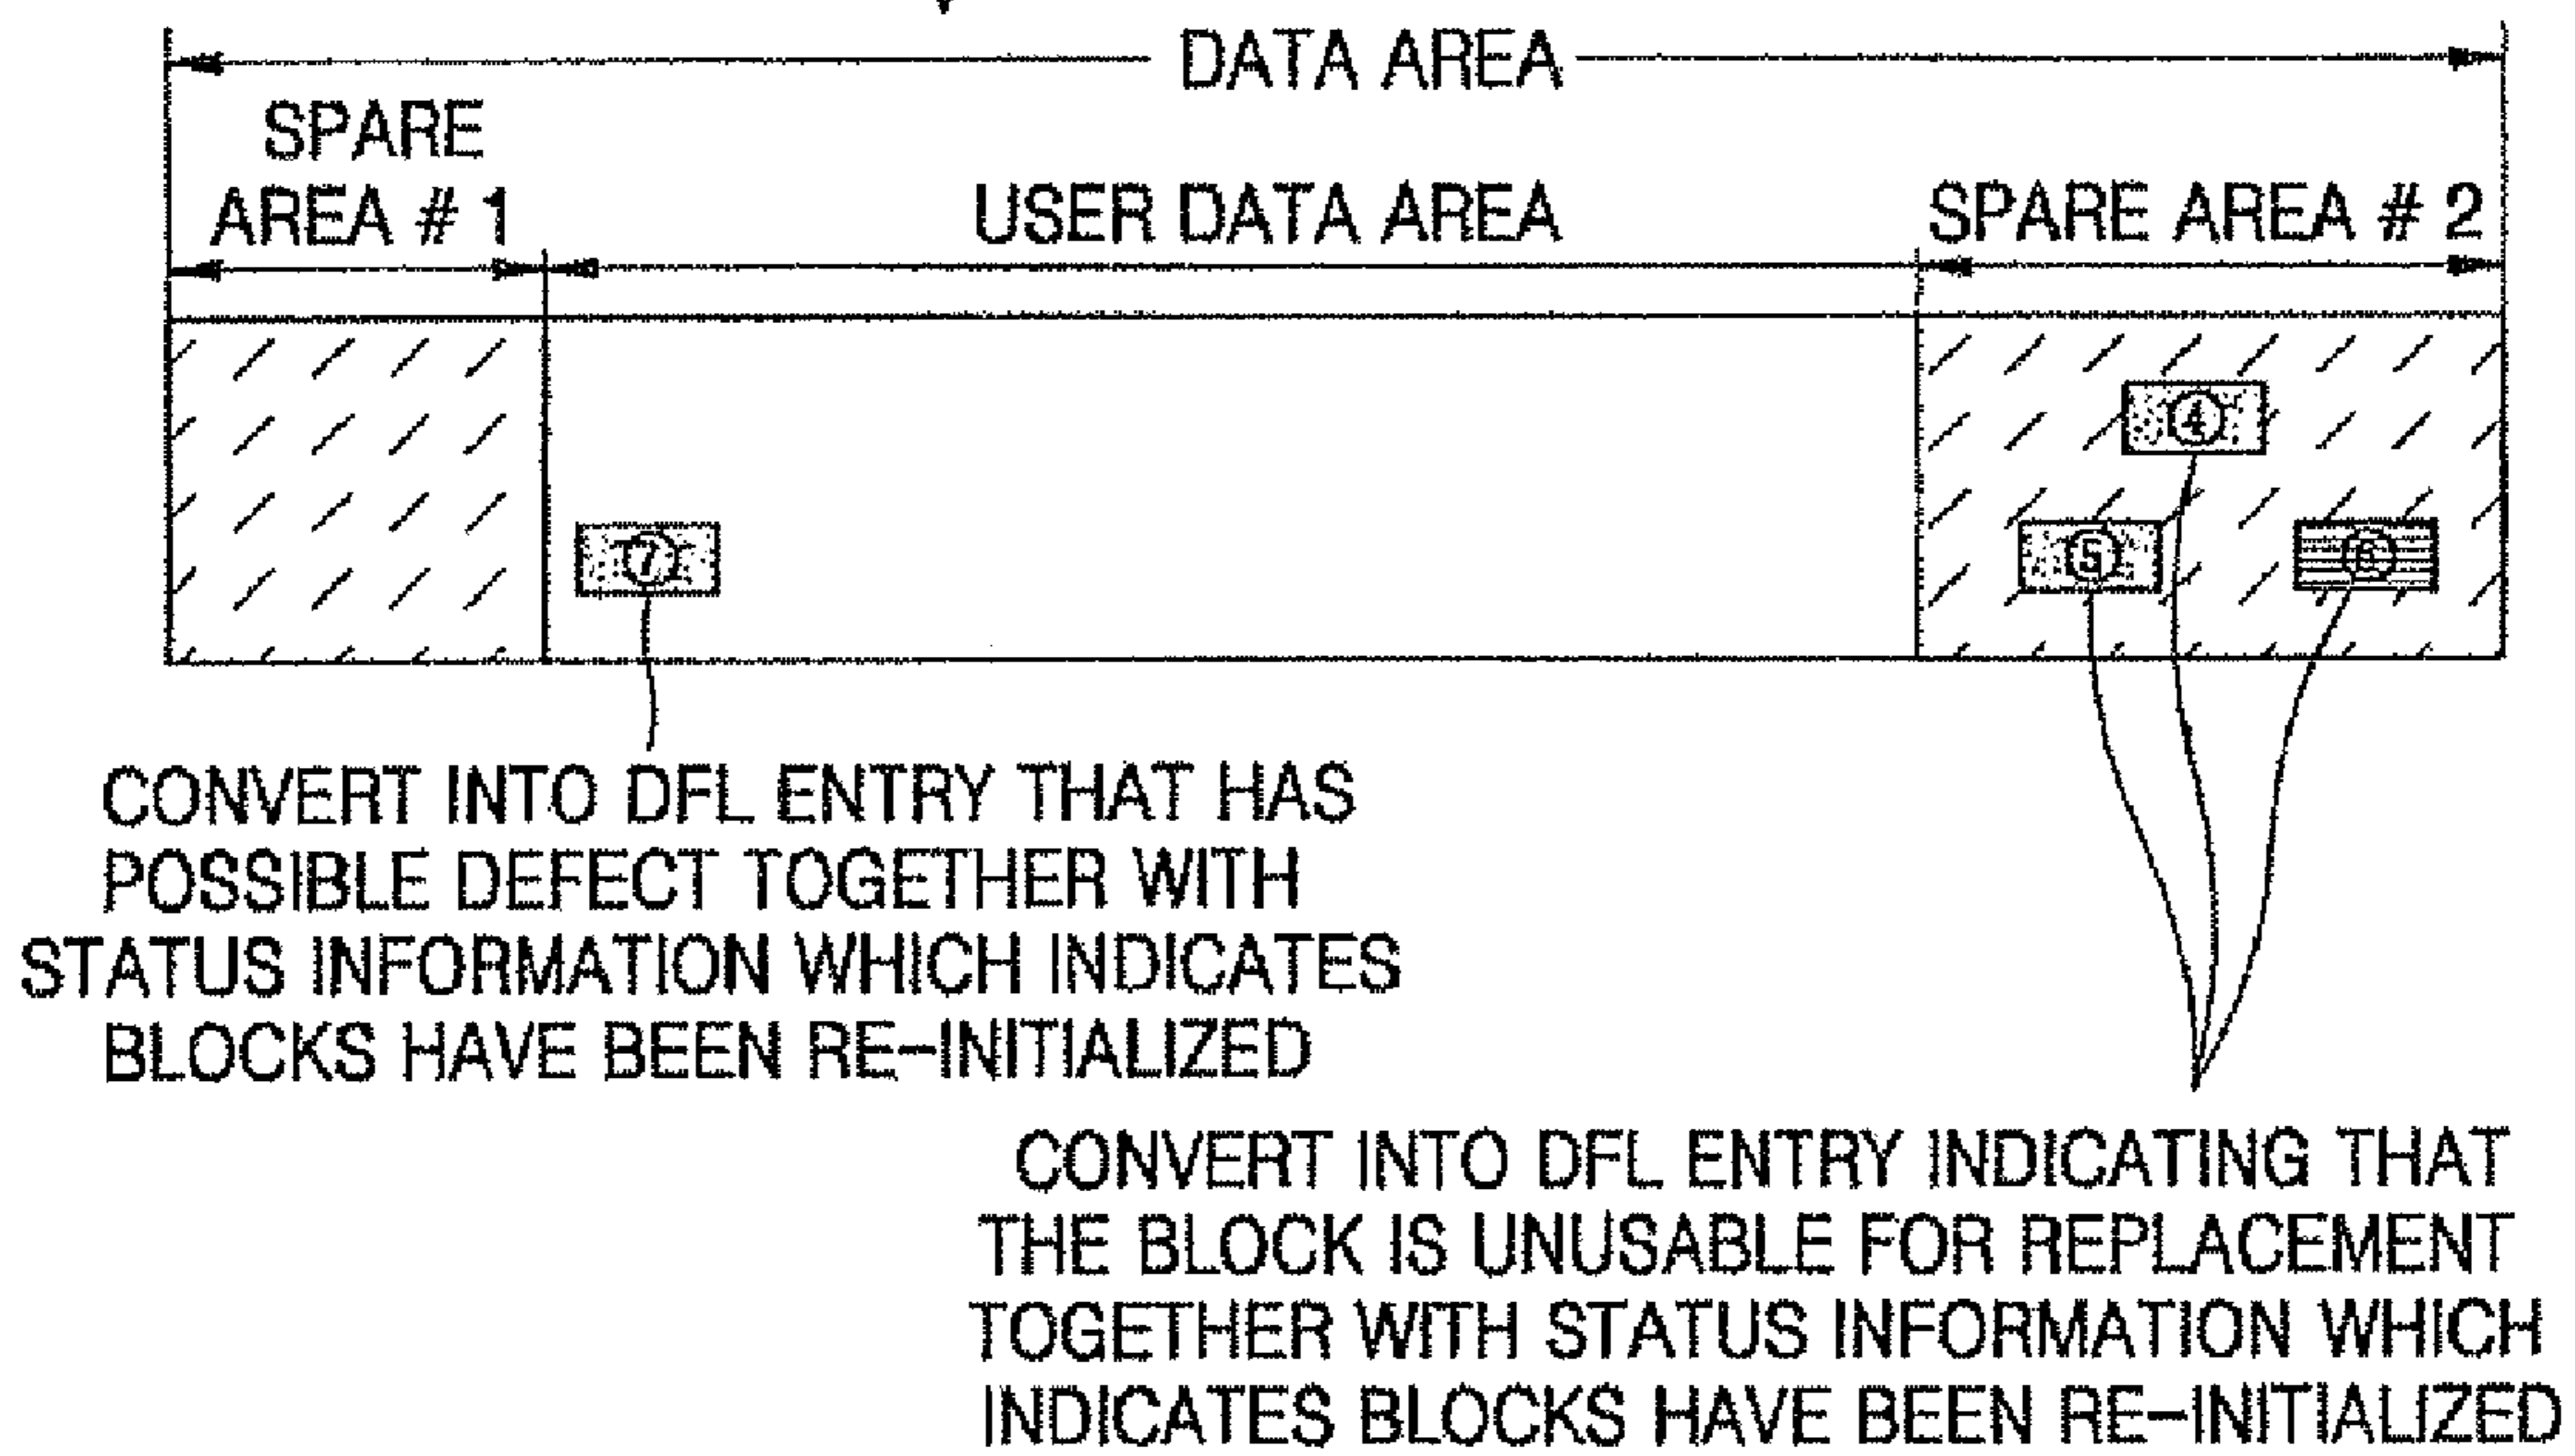 DATA AREA
SPARE
AREA # 1
USER DATA AREA
SPARE AREA # 2
④
⑤
⑥
⑦
CONVERT INTO DFL ENTRY THAT HAS
POSSIBLE DEFECT TOGETHER WITH
STATUS INFORMATION WHICH INDICATES
BLOCKS HAVE BEEN RE-INITIALIZED
CONVERT INTO DFL ENTRY INDICATING THAT
THE BLOCK IS UNUSABLE FOR REPLACEMENT
TOGETHER WITH STATUS INFORMATION WHICH
INDICATES BLOCKS HAVE BEEN RE-INITIALIZED